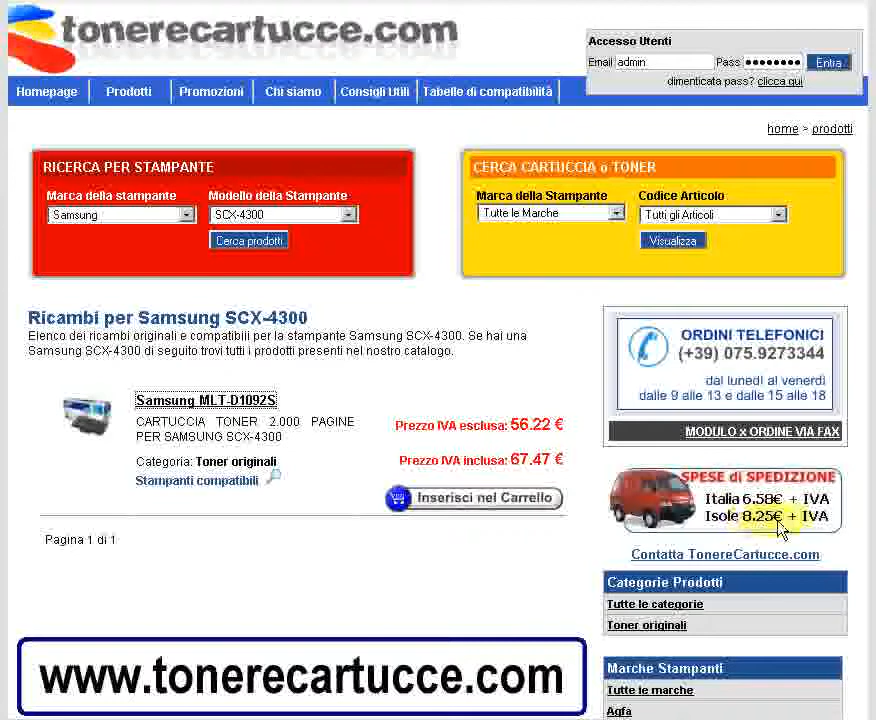 tonerecartucce.com
Accesso Utenti
Email admin Pass ●●●●●●●● Entra
dimenticata pass? clicca qui
Homepage Prodotti Promozioni Chi siamo Consigli Utili Tabelle di compatibilità
home > prodotti
RICERCA PER STAMPANTE
Marca della stampante Modello della Stampante
Samsung SCX-4300
Cerca prodotti
CERCA CARTUCCIA o TONER
Marca della Stampante Codice Articolo
Tutte le Marche Tutti gli Articoli
Visualizza
Ricambi per Samsung SCX-4300
Elenco dei ricambi originali e compatibili per la stampante Samsung SCX-4300. Se hai una
Samsung SCX-4300 di seguito trovi tutti i prodotti presenti nel nostro catalogo.
Samsung MLT-D1092S
CARTUCCIA TONER 2.000 PAGINE
PER SAMSUNG SCX-4300
Categoria: Toner originali
Stampanti compatibili
Prezzo IVA esclusa: 56.22 €
Prezzo IVA inclusa: 67.47 €
Inserisci nel Carrello
Pagina 1 di 1
ORDINI TELEFONICI
(+39) 075.9273344
dal lunedì al venerdì
dalle 9 alle 13 e dalle 15 alle 18
MODULO x ORDINE VIA FAX
SPESE di SPEDIZIONE
Italia 6.58€ + IVA
Isole 8.25€ + IVA
Contatta TonereCartucce.com
Categorie Prodotti
Tutte le categorie
Toner originali
Marche Stampanti
Tutte le marche
Agfa
www.tonerecartucce.com